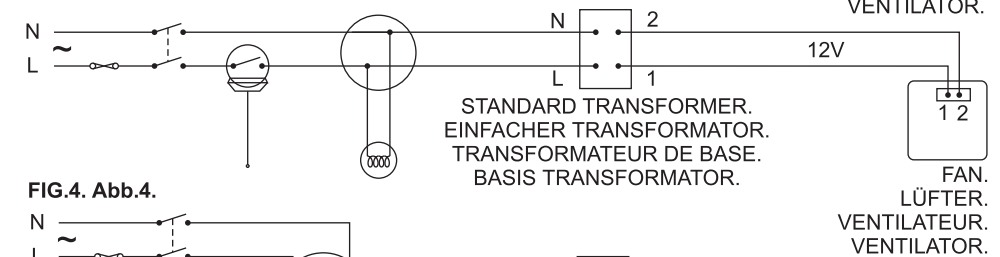 VENTILATOR.
N N 2
~ 12V
L L 1
1 2
STANDARD TRANSFORMER.
EINFACHER TRANSFORMATOR.
TRANSFORMATEUR DE BASE.
BASIS TRANSFORMATOR.
FAN.
LÜFTER.
VENTILATEUR.
VENTILATOR.
FIG.4. Abb.4.
N
~
L